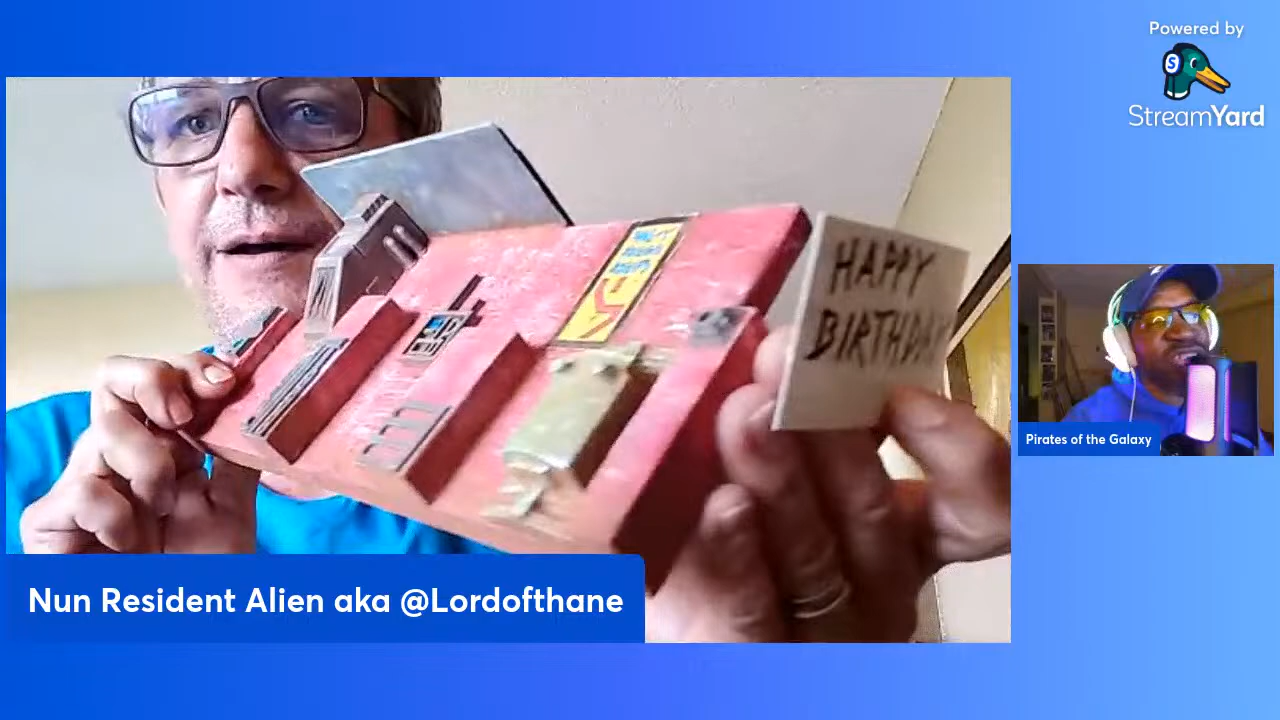 Powered by
StreamYard
HAPPY
BIRTHDAY
Pirates of the Galaxy
Nun Resident Alien aka @Lordofthane